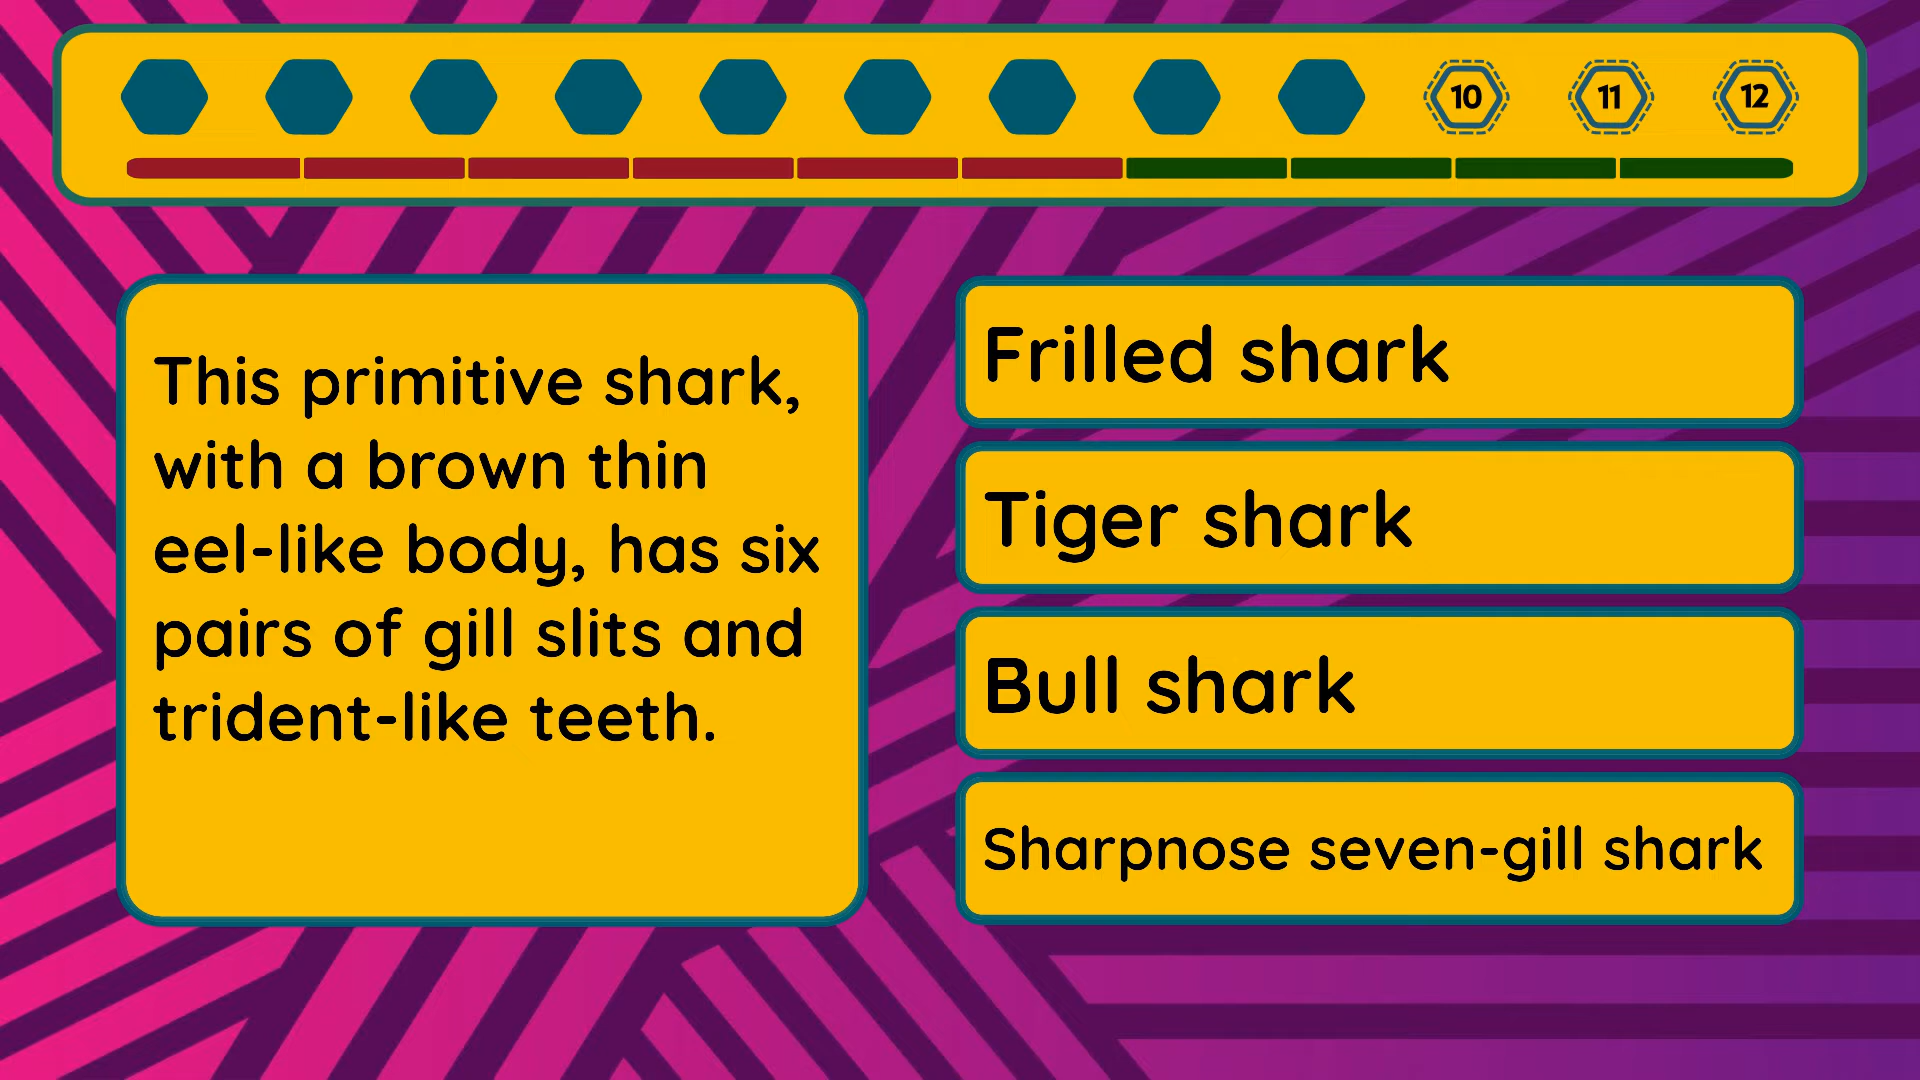 10 11 12
This primitive shark,
with a brown thin
eel-like body, has six
pairs of gill slits and
trident-like teeth.
Frilled shark
Tiger shark
Bull shark
Sharpnose seven-gill shark